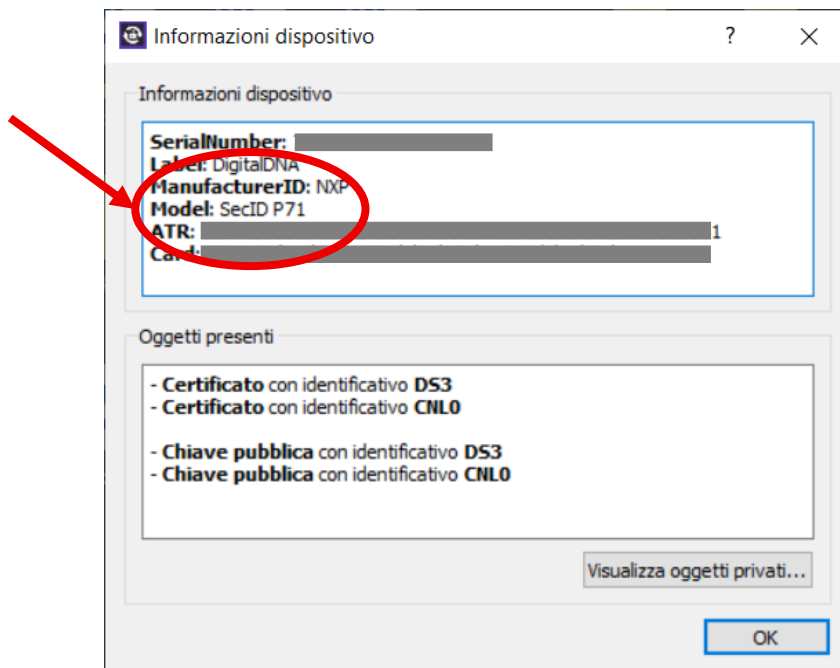 Informazioni dispositivo
Informazioni dispositivo
SerialNumber:
Label: DigitalDNA
ManufacturerID: NXP
Model: SecID P71
ATR: 1
Card:
Oggetti presenti
- Certificato con identificativo DS3
- Certificato con identificativo CNL0
- Chiave pubblica con identificativo DS3
- Chiave pubblica con identificativo CNL0
Visualizza oggetti privati...
OK